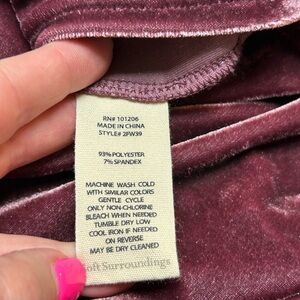 RN# 101206
MADE IN CHINA
STYLE# 2FW39
93% POLYESTER
7% SPANDEX
MACHINE WASH COLD
WITH SIMILAR COLORS
GENTLE CYCLE
ONLY NON-CHLORINE
BLEACH WHEN NEEDED
TUMBLE DRY LOW
COOL IRON IF NEEDED
ON REVERSE
MAY BE DRY CLEANED
Soft Surroundings